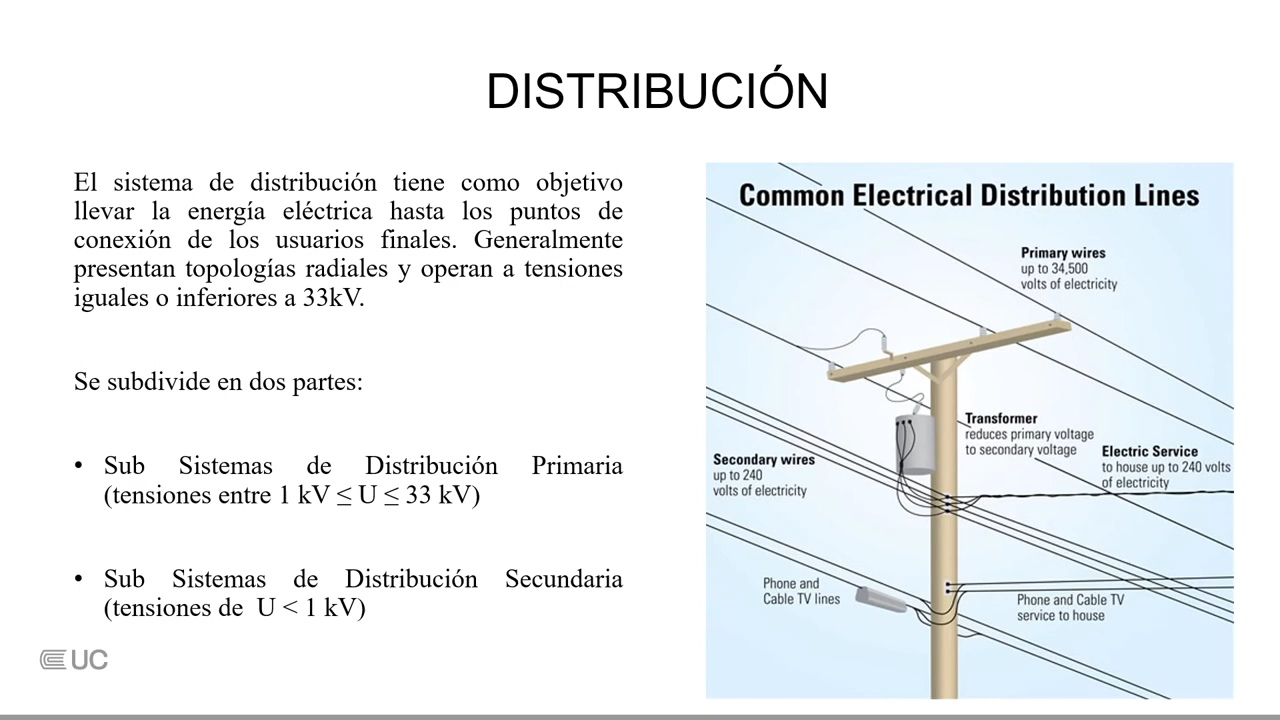 DISTRIBUCIÓN
El sistema de distribución tiene como objetivo
llevar la energía eléctrica hasta los puntos de
conexión de los usuarios finales. Generalmente
presentan topologías radiales y operan a tensiones
iguales o inferiores a 33kV.
Se subdivide en dos partes:
• Sub Sistemas de Distribución Primaria
(tensiones entre 1 kV ≤ U ≤ 33 kV)
• Sub Sistemas de Distribución Secundaria
(tensiones de U < 1 kV)
UC
Common Electrical Distribution Lines
Primary wires
up to 34,500
volts of electricity
Transformer
reduces primary voltage
to secondary voltage
Electric Service
to house up to 240 volts
of electricity
Secondary wires
up to 240
volts of electricity
Phone and
Cable TV lines
Phone and Cable TV
service to house